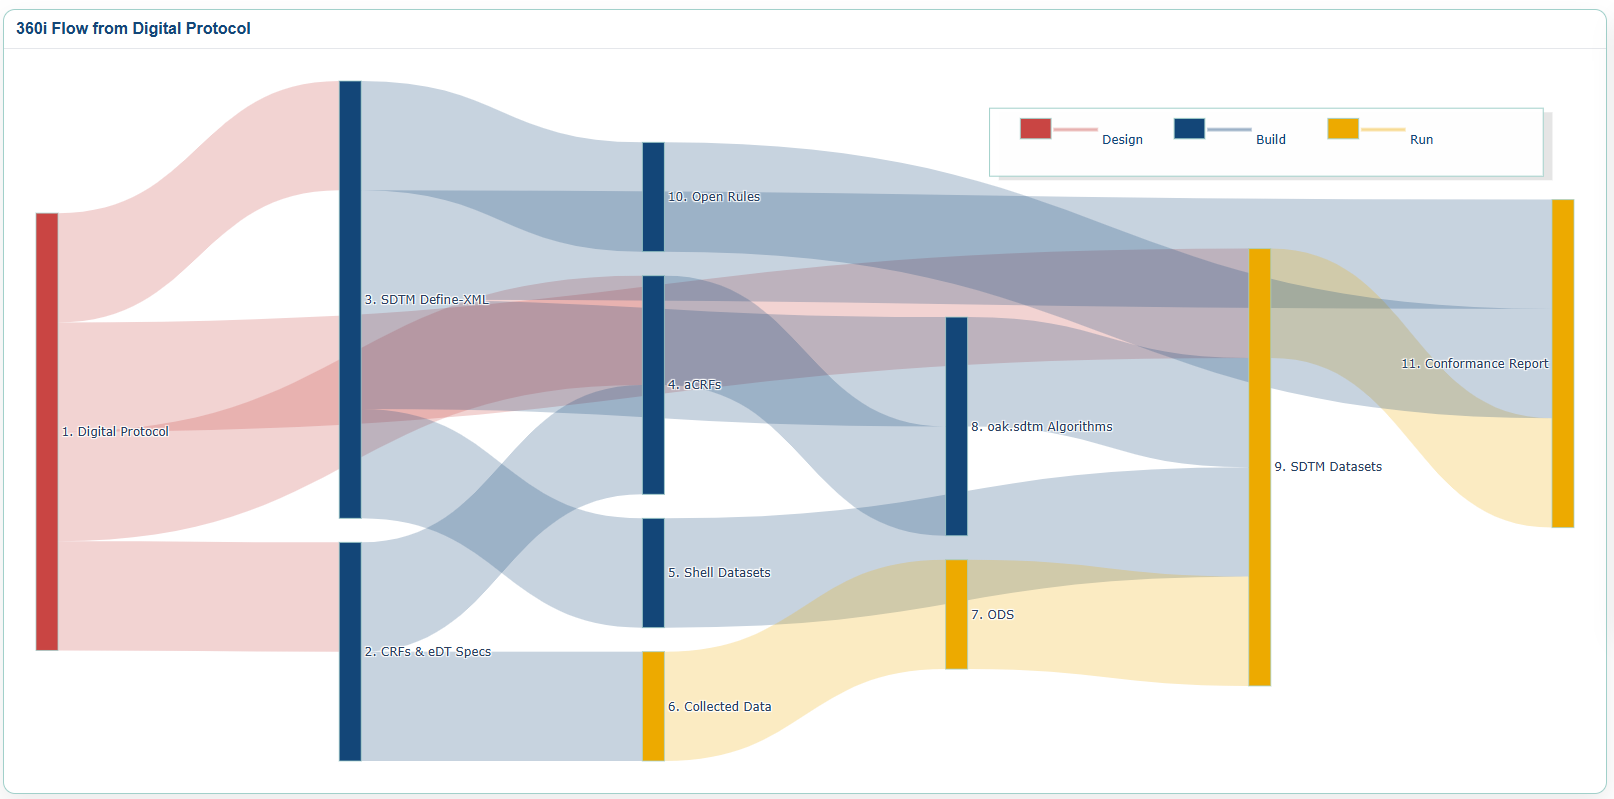 360i Flow from Digital Protocol
Design
Build
Run
1. Digital Protocol
3. SDTM Define-XML
2. CRFs & eDT Specs
10. Open Rules
4. aCRFs
5. Shell Datasets
6. Collected Data
8. oak.sdtm Algorithms
7. ODS
9. SDTM Datasets
11. Conformance Report